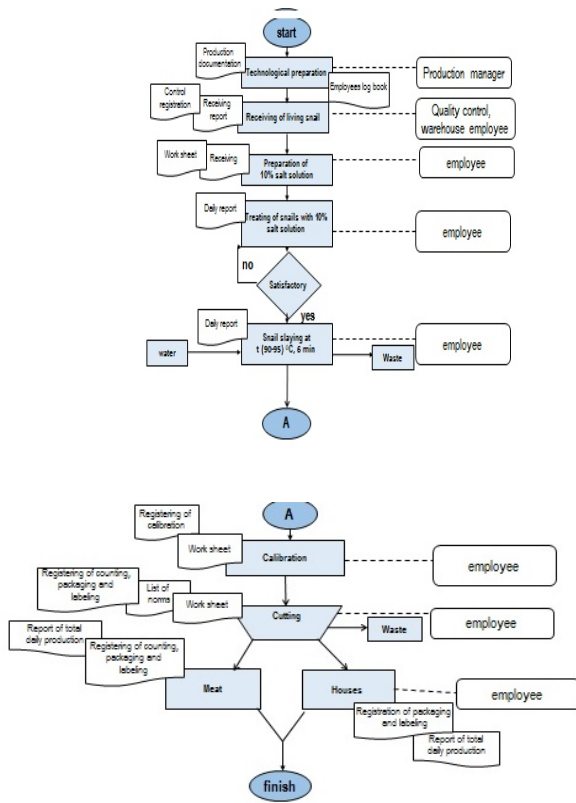 start
Production
documentation
Technological preparation
Production manager
Employees log book
Control
registration
Receiving
report
Receiving of living snail
Quality control,
warehouse employee
Work sheet
Receiving
Preparation of
10% salt solution
employee
Daily report
Treating of snails with 10%
salt solution
employee
no
Satisfactory
yes
Daily report
Snail slaying at
t (90-95) ºC, 6 min
employee
water
Waste
A
A
Registering of
calibration
Work sheet
Calibration
employee
Registering of counting,
packaging and
labeling
List of
norms
Work sheet
Cutting
employee
Waste
Report of total
daily production
Registering of counting,
packaging and
labeling
Meat
Houses
employee
Registration of packaging
and labeling
Report of total
daily production
finish